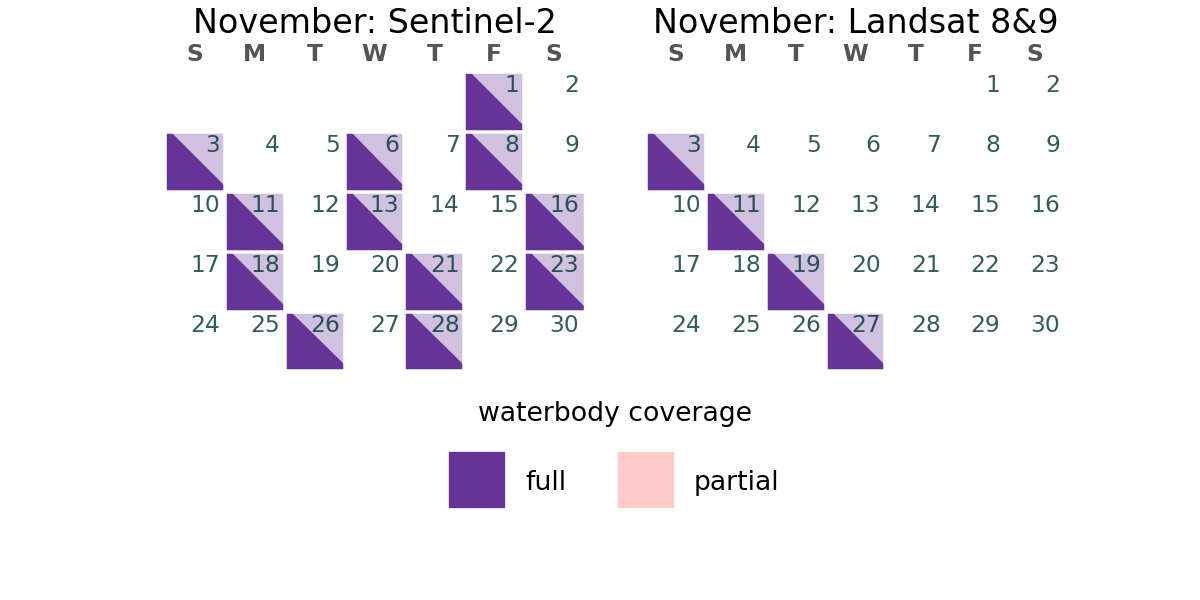 November: Sentinel-2
S M T W T F S
1 2
3 4 5 6 7 8 9
10 11 12 13 14 15 16
17 18 19 20 21 22 23
24 25 26 27 28 29 30
November: Landsat 8&9
S M T W T F S
1 2
3 4 5 6 7 8 9
10 11 12 13 14 15 16
17 18 19 20 21 22 23
24 25 26 27 28 29 30
waterbody coverage
full partial